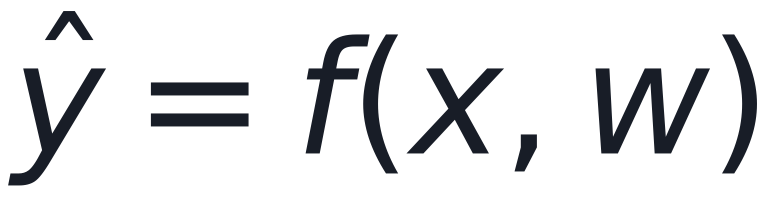 ŷ = f(x, w)